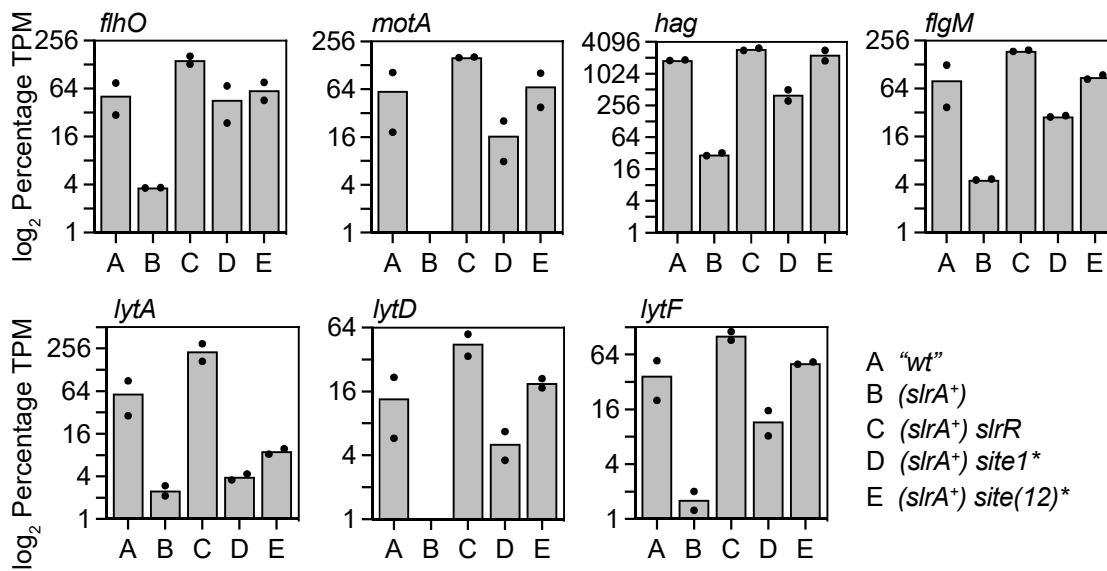 flhO motA hag flgM
log2 Percentage TPM
256 64 16 4 1
256 64 16 4 1
4096 1024 256 64 16 4 1
256 64 16 4 1
A B C D E A B C D E A B C D E A B C D E
lytA lytD lytF
log2 Percentage TPM
256 64 16 4 1
64 16 4 1
64 16 4 1
A B C D E A B C D E A B C D E
A "wt"
B (slrA⁺)
C (slrA⁺) slrR
D (slrA⁺) site1*
E (slrA⁺) site(12)*